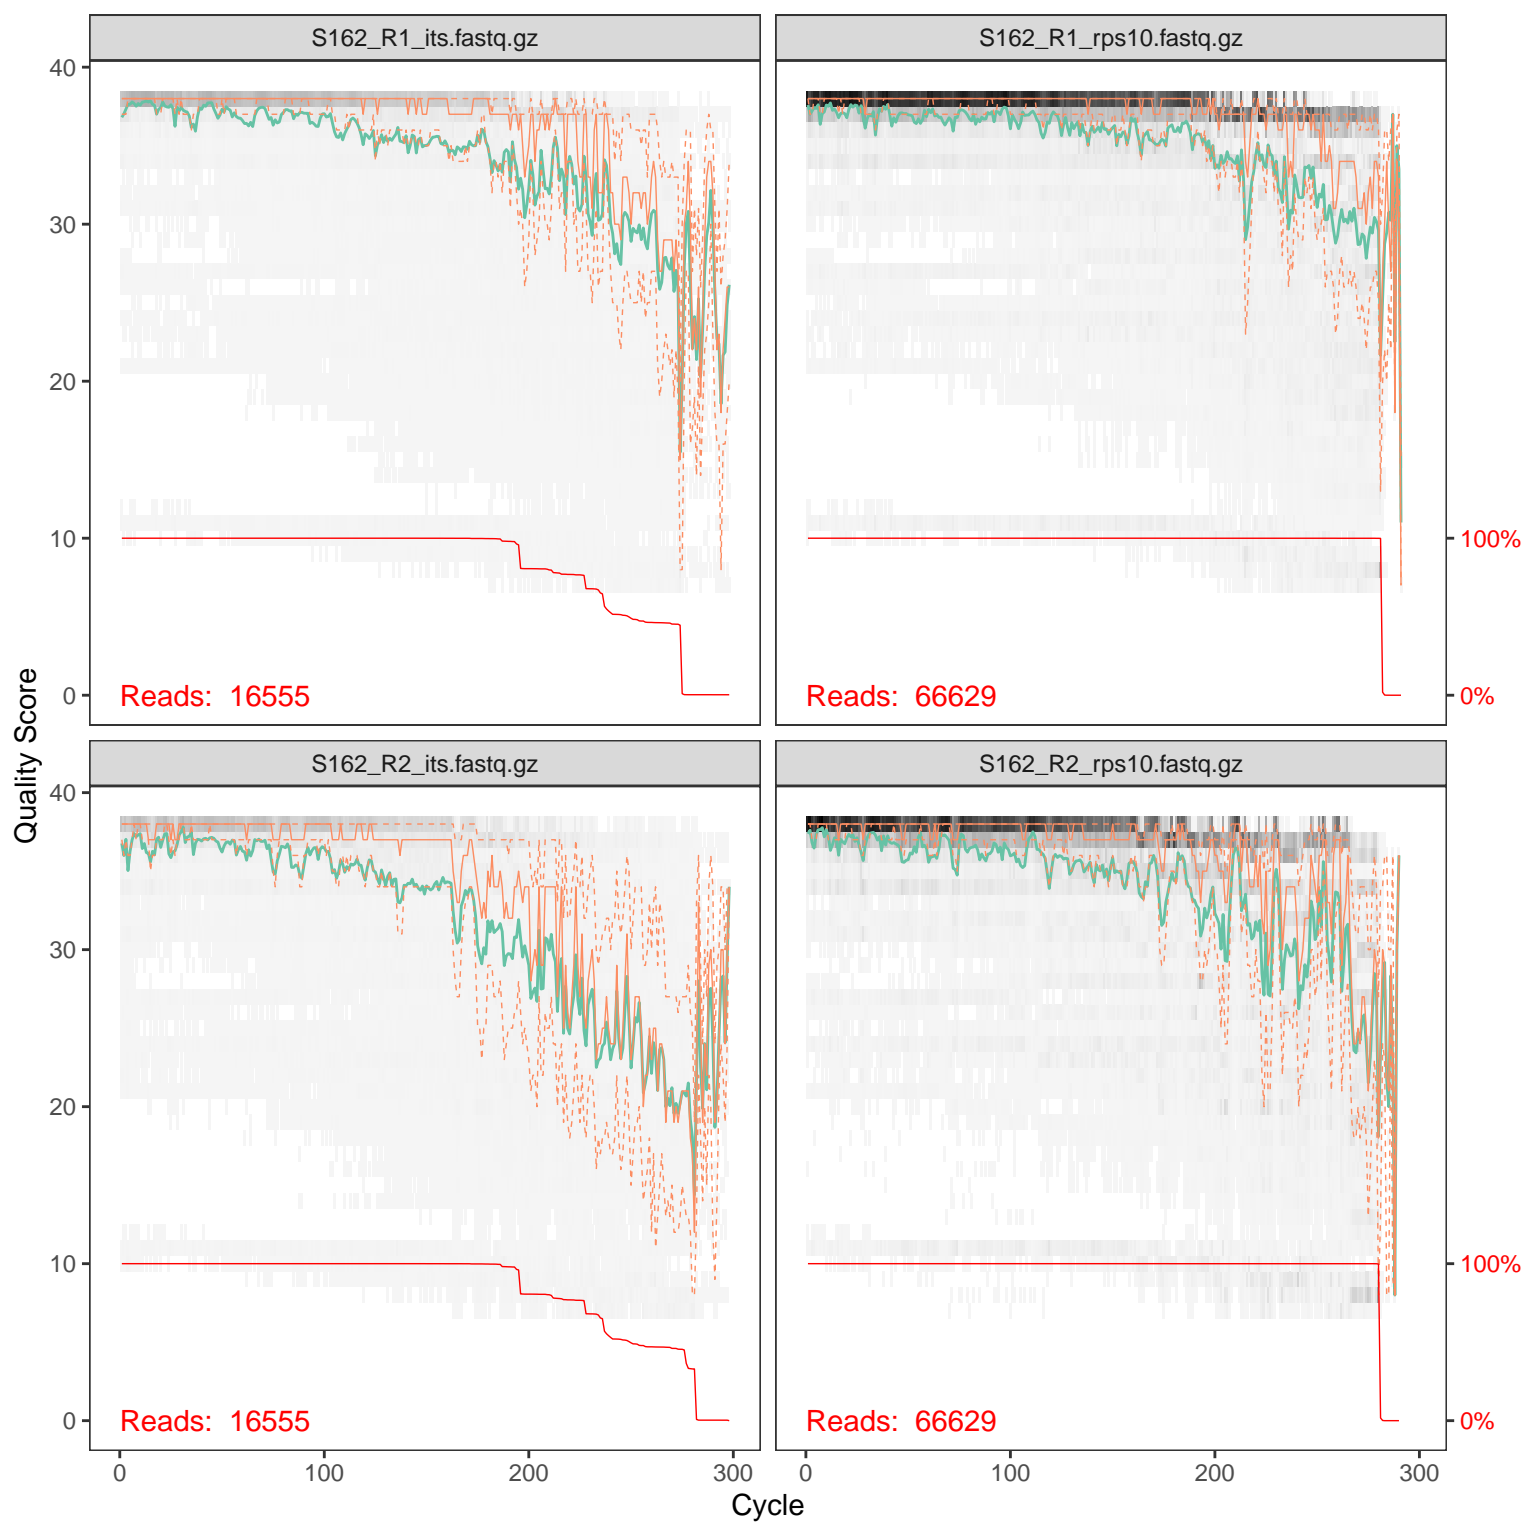 S162_R1_its.fastq.gz
S162_R1_rps10.fastq.gz
40
30
20
10
0
Reads: 16555
Reads: 66629
100%
0%
Quality Score
S162_R2_its.fastq.gz
S162_R2_rps10.fastq.gz
40
30
20
10
0
Reads: 16555
Reads: 66629
100%
0%
0 100 200 300
0 100 200 300
Cycle